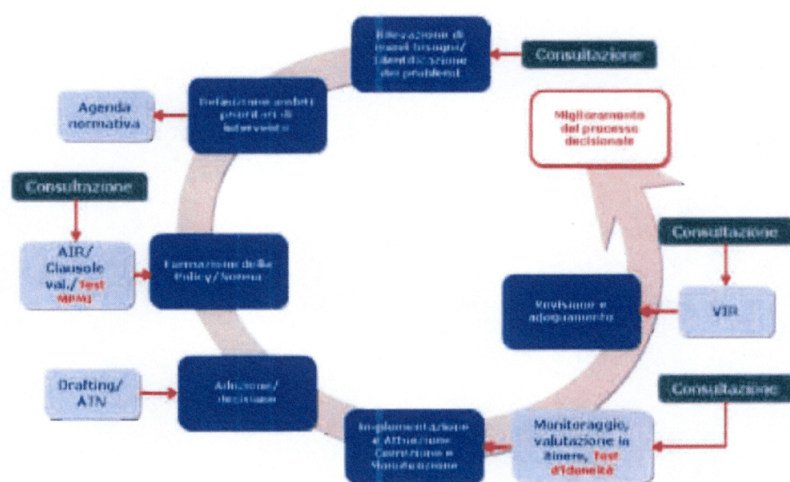 Rilevazione di
nuovi bisogni/
identificazione
dei problemi
Consultazione
Definizione ambiti
prioritari di
intervento
Agenda
normativa
Miglioramento
del processo
decisionale
Consultazione
AIR/
Clausole
val./Test
MPMI
Formazione della
Policy/Norma
Consultazione
Revisione e
adeguamento
VIR
Drafting/
ATN
Adozione/
decisione
Consultazione
Implementazione
e Attuazione
Correzione e
Manutenzione
Monitoraggio,
valutazione in
itinere, Test
d'idoneità